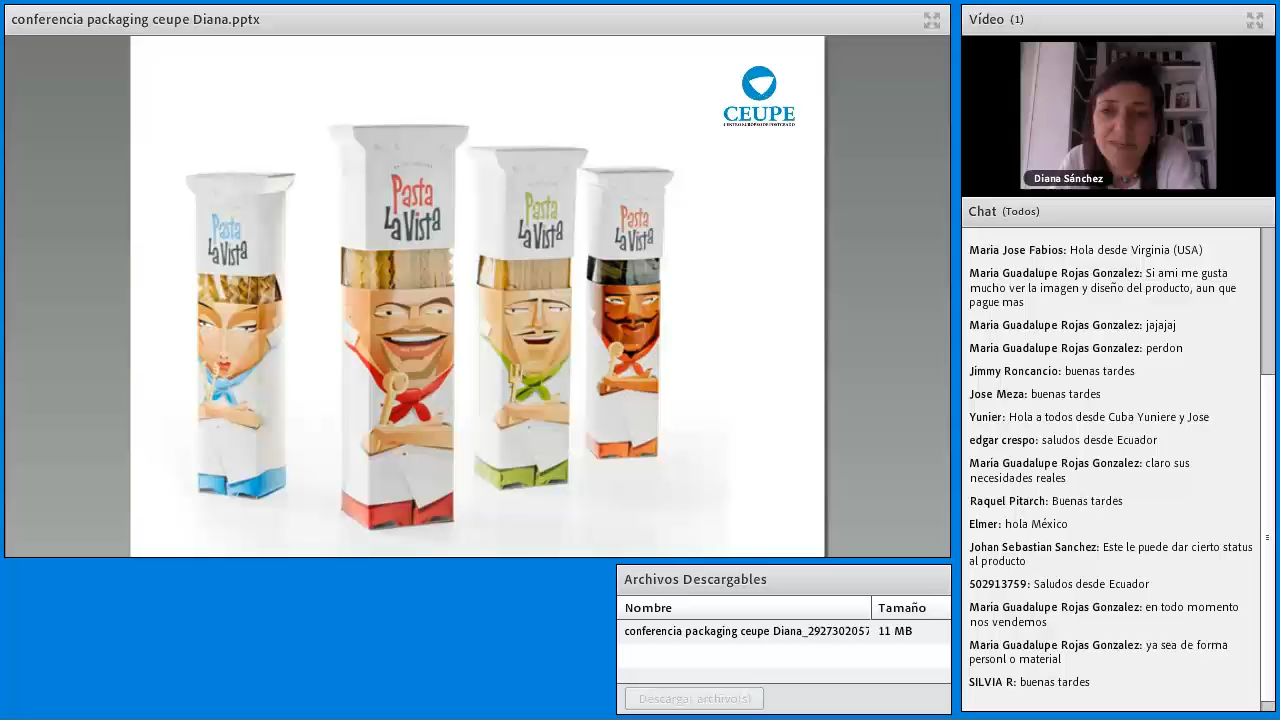 conferencia packaging ceupe Diana.pptx
CEUPE
CENTRO EUROPEO DE POSTGRADO
Pasta
La Vista
Pasta
La Vista
Pasta
La Vista
Pasta
La Vista
Vídeo (1)
Diana Sánchez
Chat (Todos)
Maria Jose Fabios: Hola desde Virginia (USA)
Maria Guadalupe Rojas Gonzalez: Si ami me gusta
mucho ver la imagen y diseño del producto, aun que
pague mas
Maria Guadalupe Rojas Gonzalez: jajajaj
Maria Guadalupe Rojas Gonzalez: perdon
Jimmy Roncancio: buenas tardes
Jose Meza: buenas tardes
Yunier: Hola a todos desde Cuba Yuniere y Jose
edgar crespo: saludos desde Ecuador
Maria Guadalupe Rojas Gonzalez: claro sus
necesidades reales
Raquel Pitarch: Buenas tardes
Elmer: hola México
Johan Sebastian Sanchez: Este le puede dar cierto status
al producto
502913759: Saludos desde Ecuador
Maria Guadalupe Rojas Gonzalez: en todo momento
nos vendemos
Maria Guadalupe Rojas Gonzalez: ya sea de forma
personl o material
SILVIA R: buenas tardes
Archivos Descargables
Nombre Tamaño
conferencia packaging ceupe Diana_2927302057 11 MB
Descargar archivo(s)